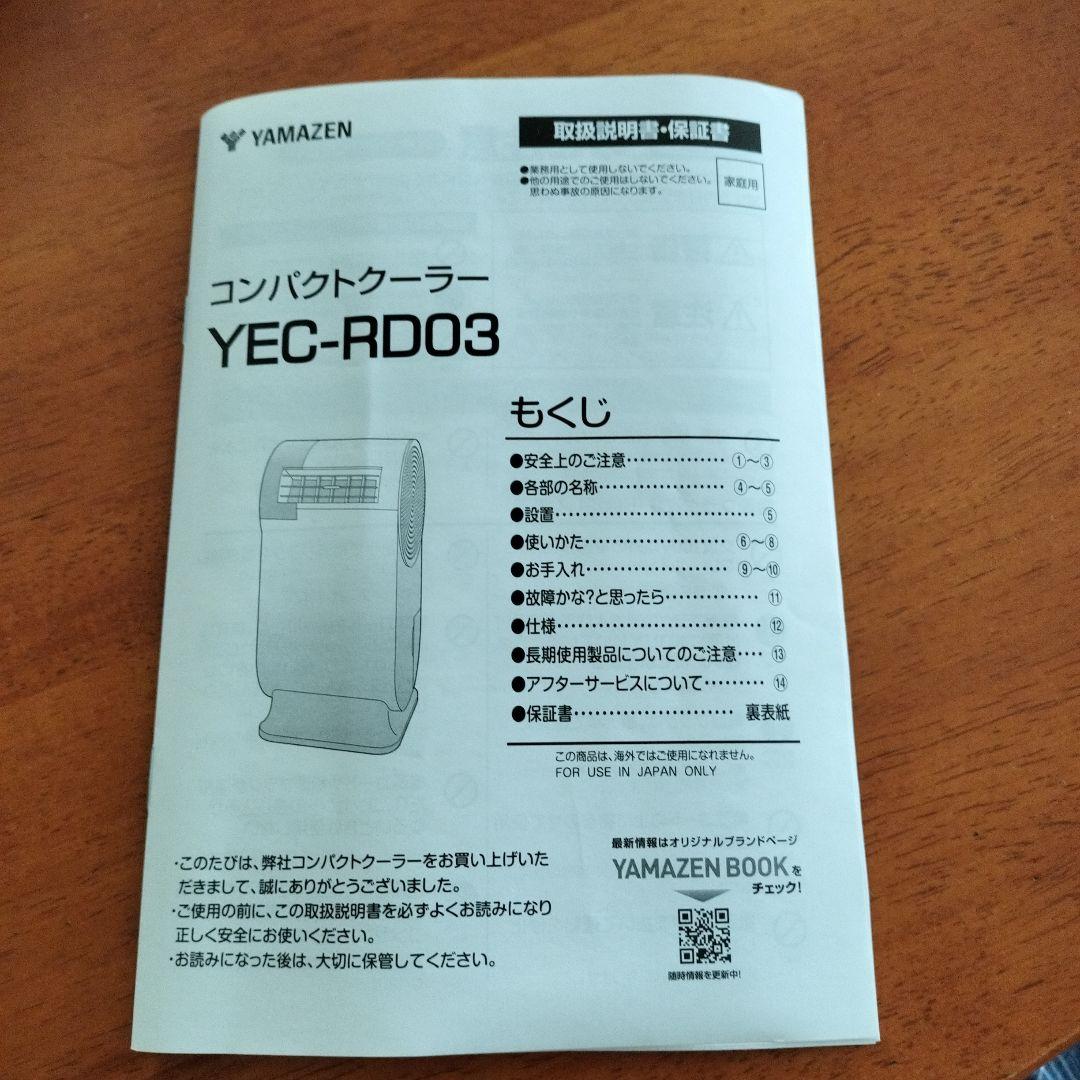 YAMAZEN
取扱説明書・保証書
●業務用として使用しないでください。
●他の用途でのご使用はしないでください。
思わぬ事故の原因になります。
家庭用
コンパクトクーラー
YEC-RD03
もくじ
●安全上のご注意・・・・・・・・・・・・・・・ ①〜③
●各部の名称・・・・・・・・・・・・・・・・・・・ ④〜⑤
●設置・・・・・・・・・・・・・・・・・・・・・・・・・・・・・・ ⑤
●使いかた・・・・・・・・・・・・・・・・・・・・・ ⑥〜⑧
●お手入れ・・・・・・・・・・・・・・・・・・・・・ ⑨〜⑩
●故障かな?と思ったら・・・・・・・・・・・・・・ ⑪
●仕様・・・・・・・・・・・・・・・・・・・・・・・・・・・・・・・ ⑫
●長期使用製品についてのご注意・・・・ ⑬
●アフターサービスについて・・・・・・・・・ ⑭
●保証書・・・・・・・・・・・・・・・・・・・・・・・・ 裏表紙
この商品は、海外ではご使用になれません。
FOR USE IN JAPAN ONLY
・このたびは、弊社コンパクトクーラーをお買い上げいた
だきまして、誠にありがとうございました。
・ご使用の前に、この取扱説明書を必ずよくお読みになり
正しく安全にお使いください。
・お読みになった後は、大切に保管してください。
最新情報はオリジナルブランドページ
YAMAZEN BOOKを
チェック!
随時情報を更新中!